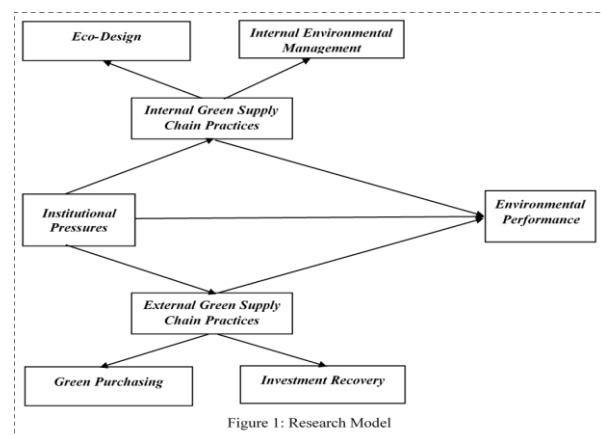 Eco-Design
Internal Environmental
Management
Internal Green Supply
Chain Practices
Institutional
Pressures
Environmental
Performance
External Green Supply
Chain Practices
Green Purchasing
Investment Recovery
Figure 1: Research Model